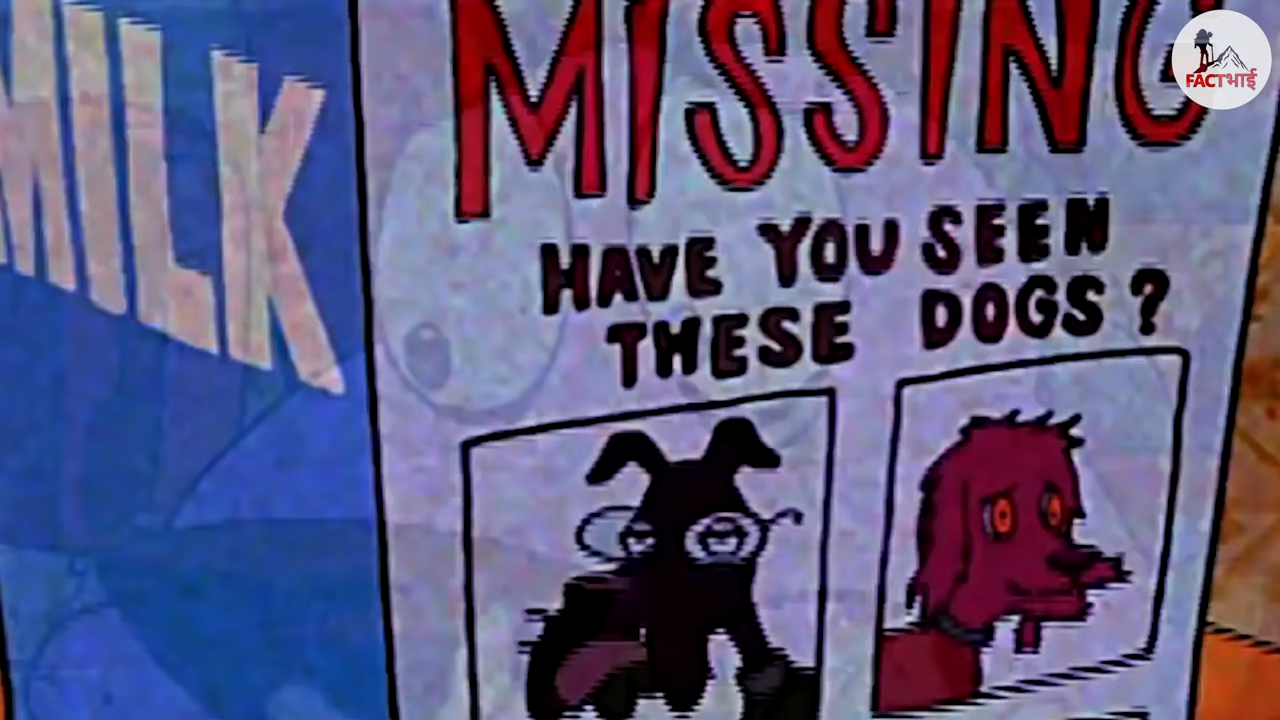 MILK
MISSING
HAVE YOU SEEN
THESE DOGS?
FACTभाई